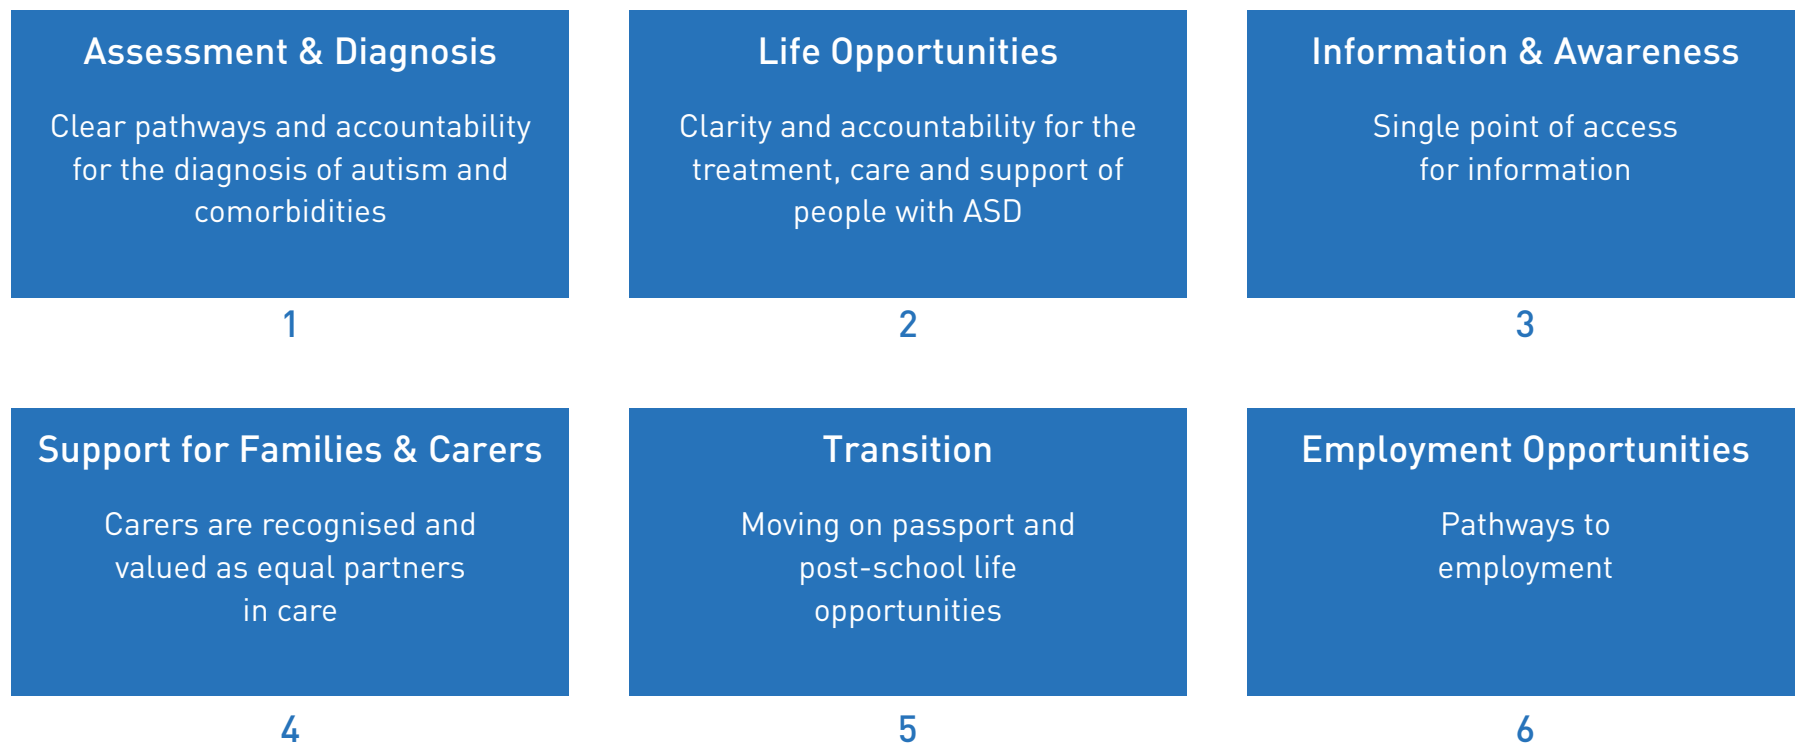 Assessment & Diagnosis
Clear pathways and accountability
for the diagnosis of autism and
comorbidities
1
Life Opportunities
Clarity and accountability for the
treatment, care and support of
people with ASD
2
Information & Awareness
Single point of access
for information
3
Support for Families & Carers
Carers are recognised and
valued as equal partners
in care
4
Transition
Moving on passport and
post-school life
opportunities
5
Employment Opportunities
Pathways to
employment
6